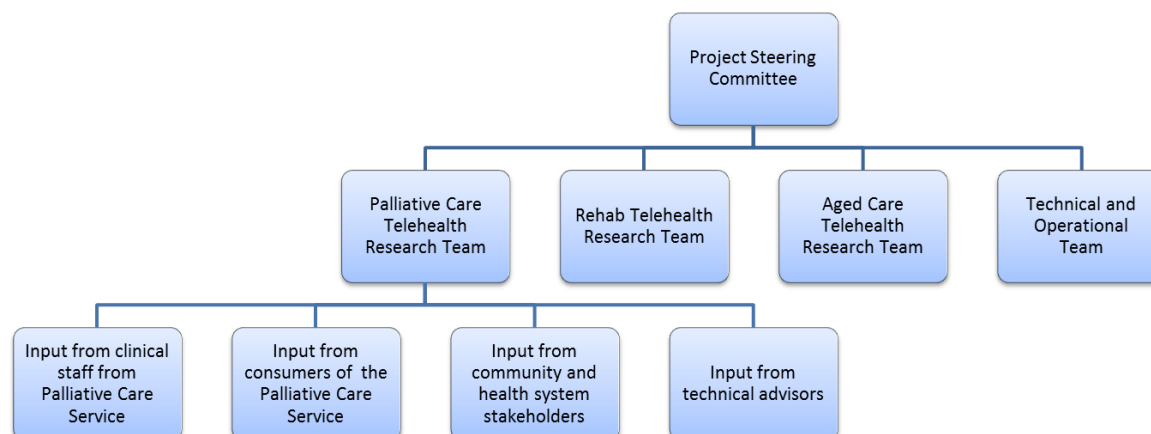 Project Steering
Committee
Palliative Care
Telehealth
Research Team
Rehab Telehealth
Research Team
Aged Care
Telehealth
Research Team
Technical and
Operational
Team
Input from clinical
staff from
Palliative Care
Service
Input from
consumers of the
Palliative Care
Service
Input from
community and
health system
stakeholders
Input from
technical advisors